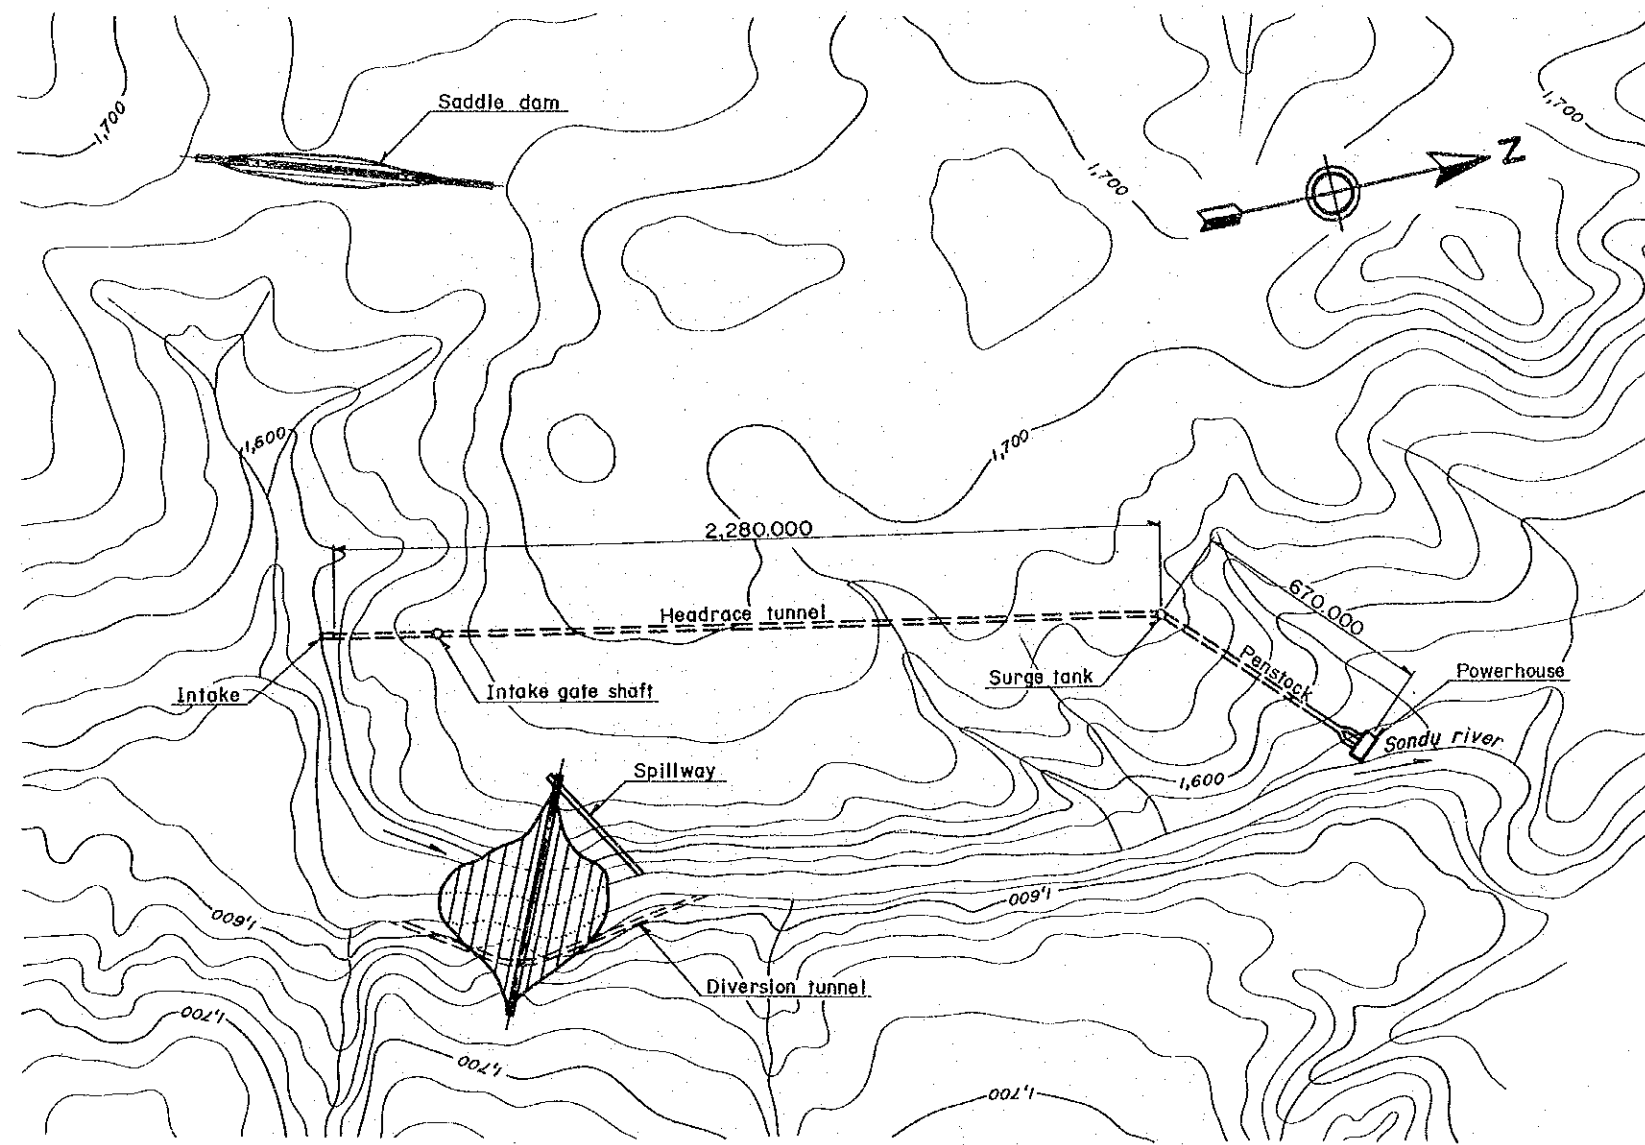 Saddle dam
1,700
1,700
1,700
N
1,600
1,700
2,280.000
670.000
Headrace tunnel
Surge tank
Penstock
Powerhouse
Intake
Intake gate shaft
Sondu river
Spillway
1,600
1,600
1,600
Diversion tunnel
1,700
1,700
1,700